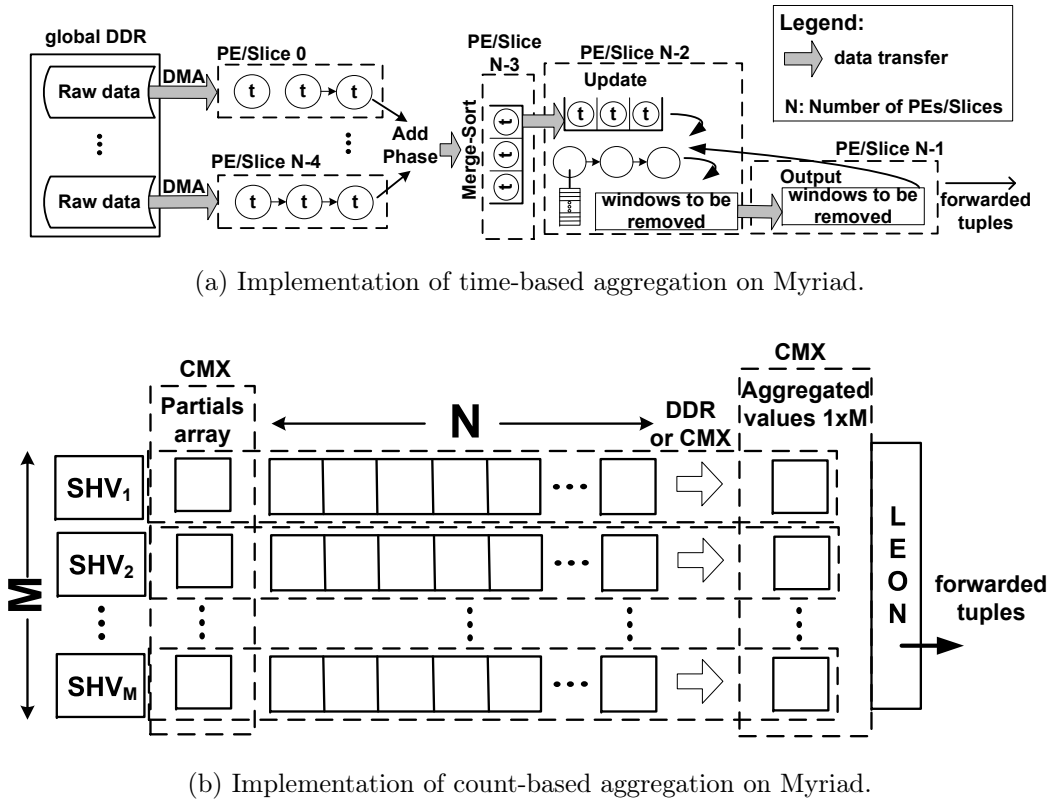 global DDR
Raw data
DMA
PE/Slice 0
t
t
t
Raw data
DMA
PE/Slice N-4
t
t
t
Add
Phase
PE/Slice
N-3
Merge-Sort
t
t
t
PE/Slice N-2
Update
t
t
t
windows to be
removed
PE/Slice N-1
Output
windows to be
removed
forwarded
tuples
Legend:
data transfer
N: Number of PEs/Slices
(a) Implementation of time-based aggregation on Myriad.
CMX
Partials
array
N
DDR
or CMX
CMX
Aggregated
values 1xM
M
SHV1
SHV2
SHVM
LEON
forwarded
tuples
(b) Implementation of count-based aggregation on Myriad.